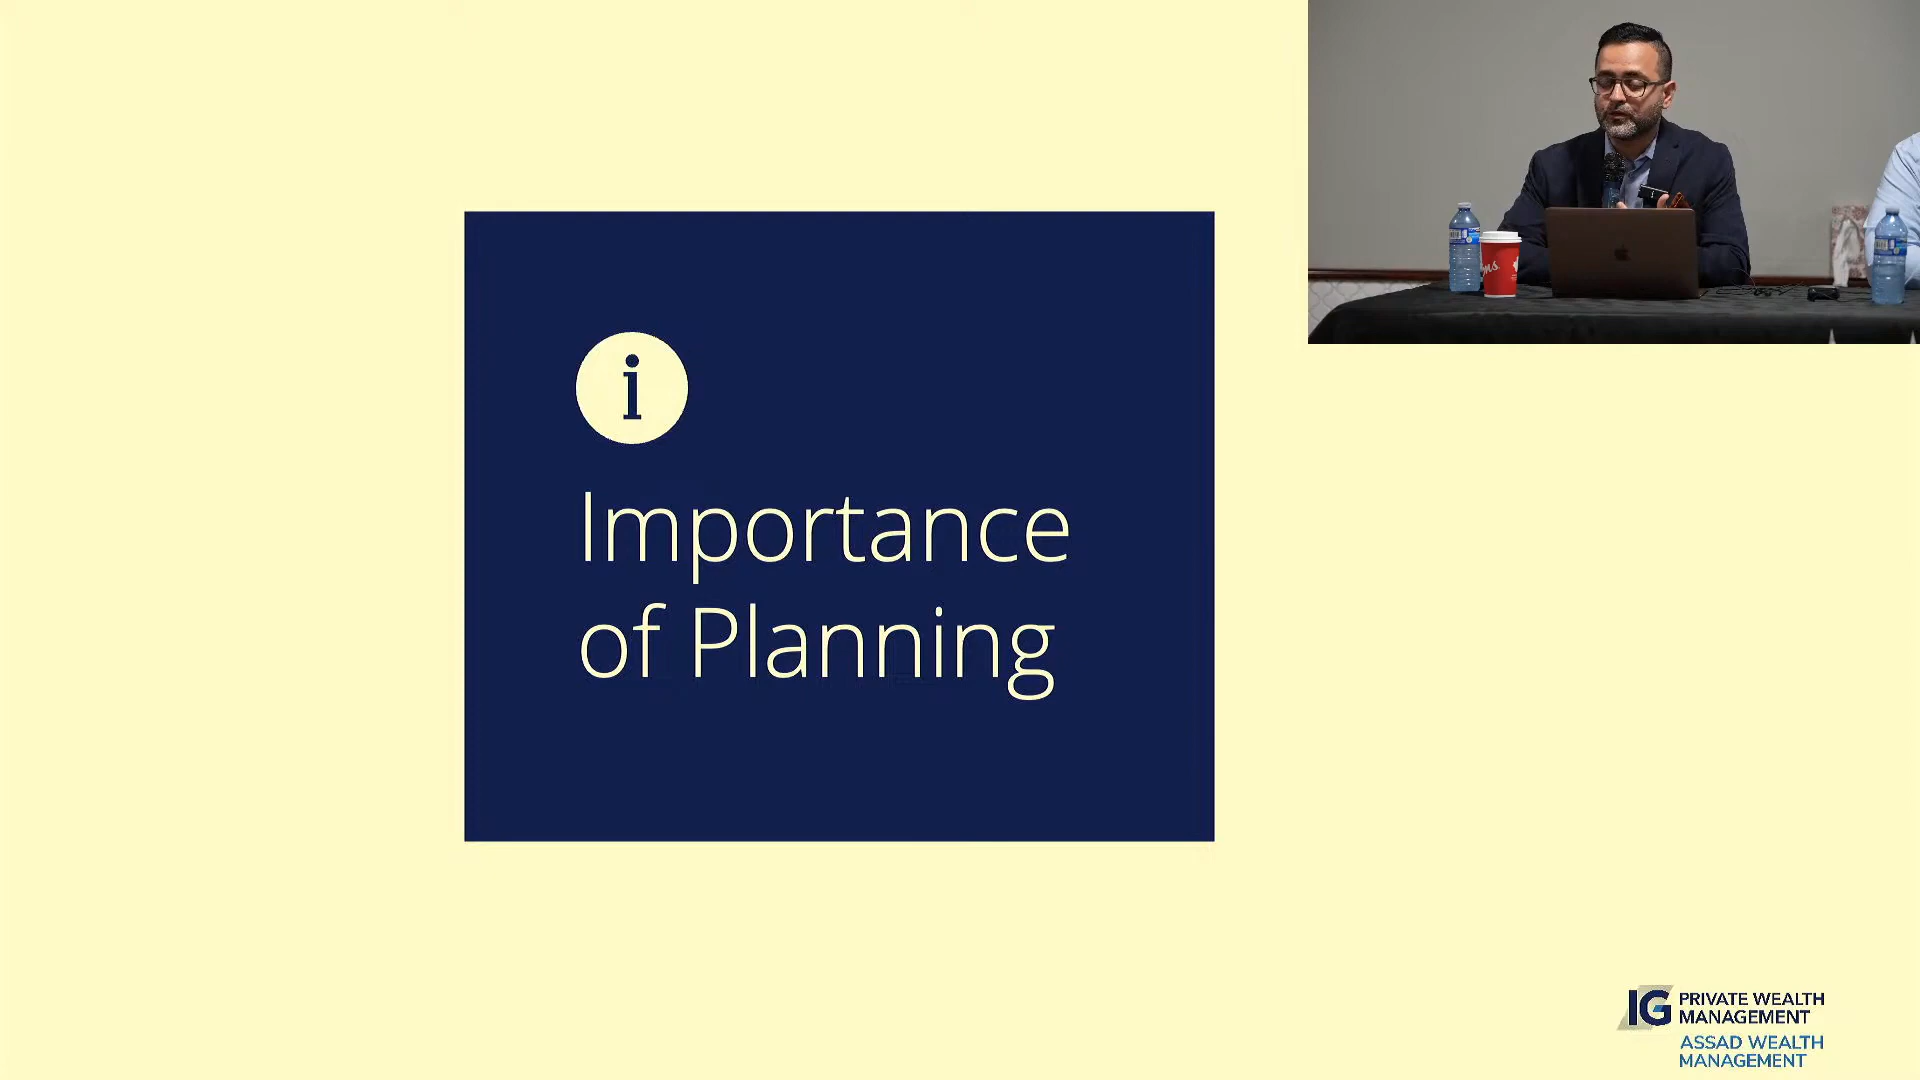 i
Importance
of Planning
IG PRIVATE WEALTH
MANAGEMENT
ASSAD WEALTH
MANAGEMENT